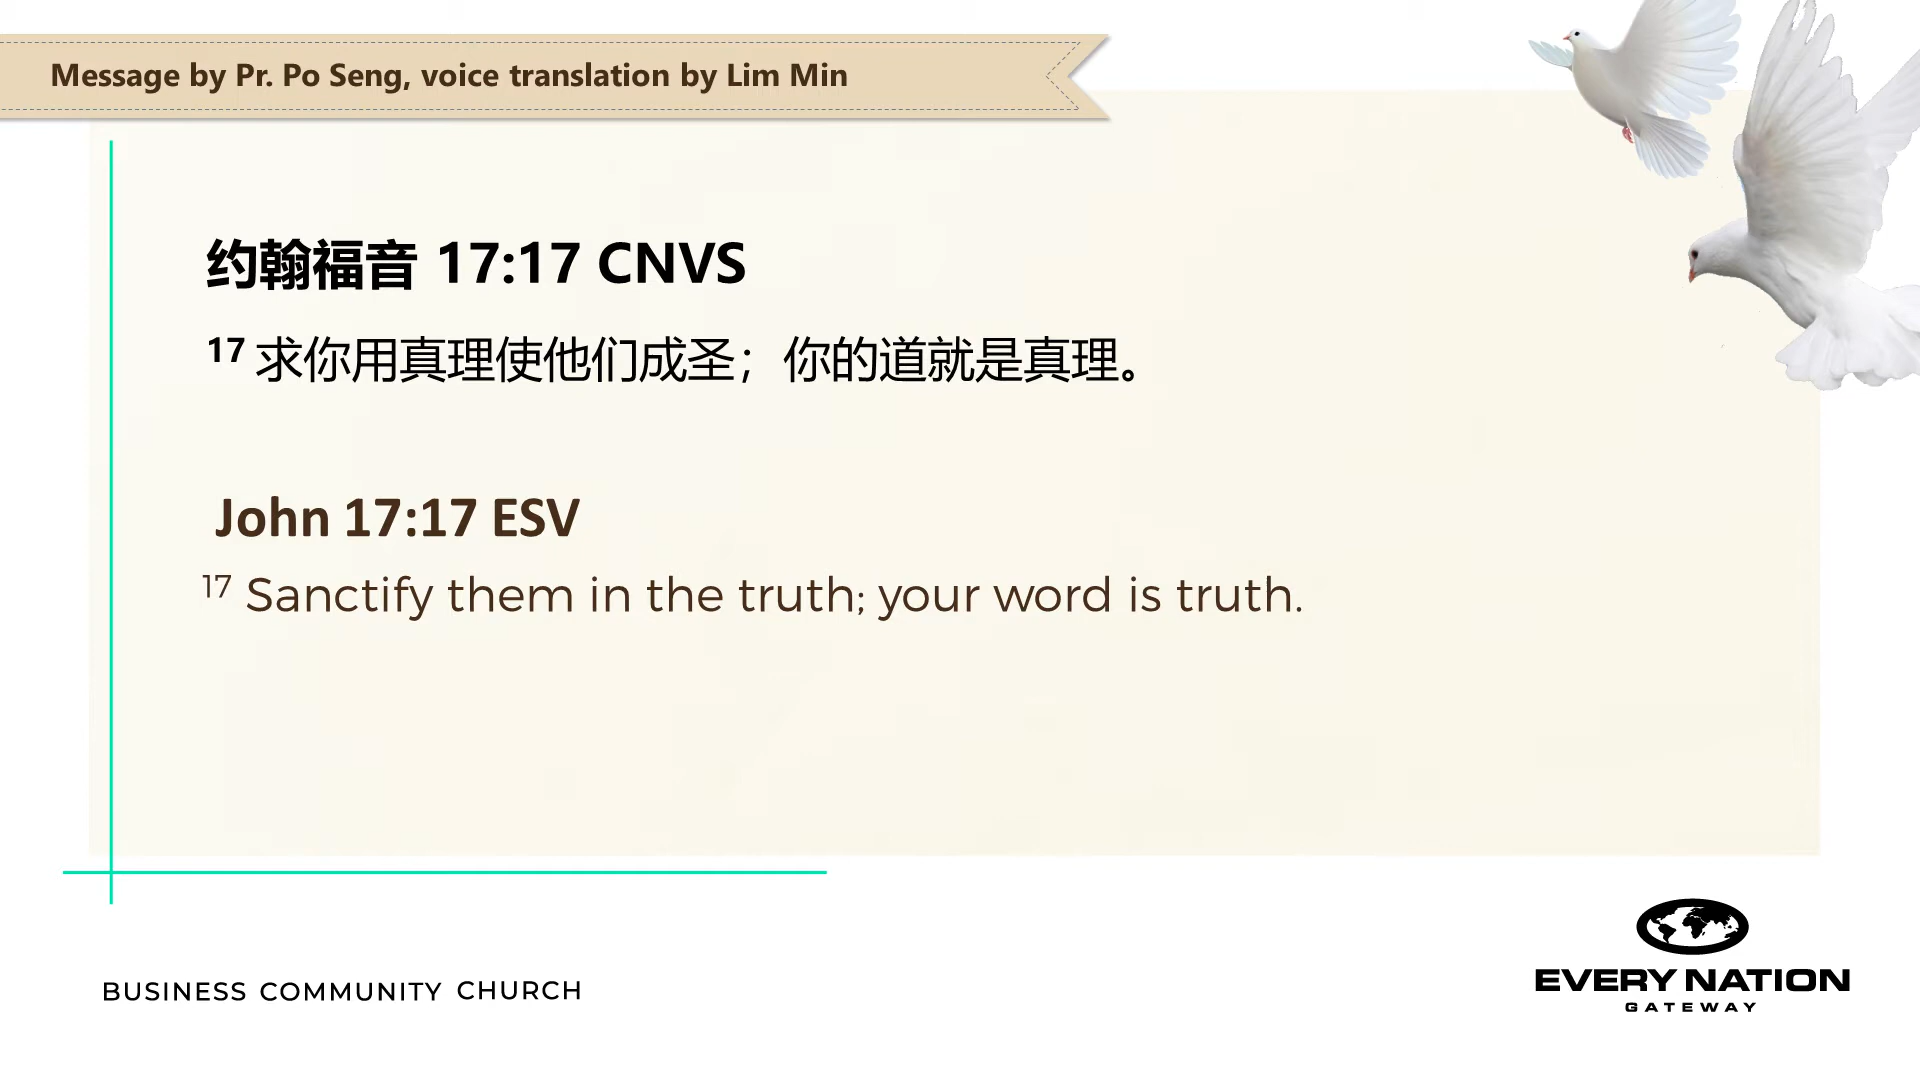 Message by Pr. Po Seng, voice translation by Lim Min
约翰福音 17:17 CNVS
17 求你用真理使他们成圣；你的道就是真理。
John 17:17 ESV
17 Sanctify them in the truth; your word is truth.
BUSINESS COMMUNITY CHURCH
EVERY NATION
GATEWAY